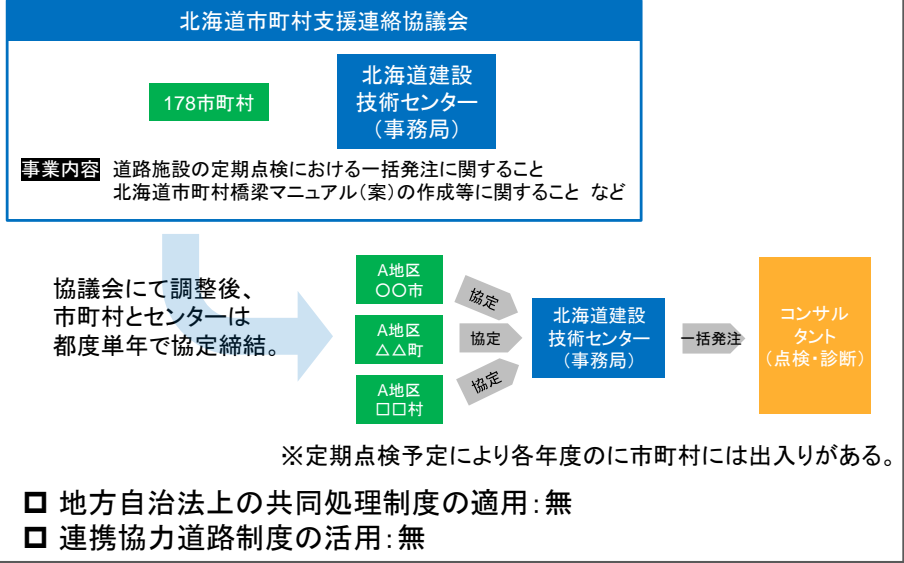 北海道市町村支援連絡協議会
178市町村
北海道建設
技術センター
（事務局）
事業内容 道路施設の定期点検における一括発注に関すること
北海道市町村橋梁マニュアル（案）の作成等に関すること など
協議会にて調整後、
市町村とセンターは
都度単年で協定締結。
A地区
○○市
A地区
△△町
A地区
□□村
協定
協定
協定
北海道建設
技術センター
（事務局）
一括発注
コンサル
タント
（点検・診断）
※定期点検予定により各年度のに市町村には出入りがある。
地方自治法上の共同処理制度の適用：無
連携協力道路制度の活用：無